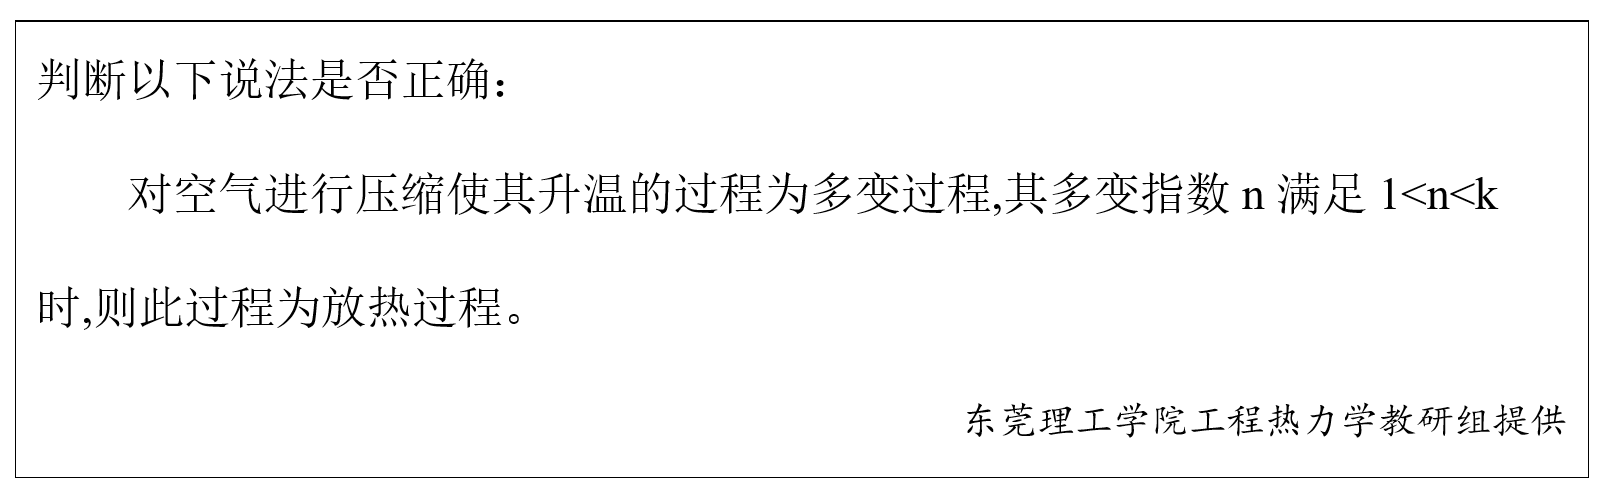 判断以下说法是否正确：
对空气进行压缩使其升温的过程为多变过程,其多变指数 n 满足 1<n<k
时,则此过程为放热过程。
东莞理工学院工程热力学教研组提供